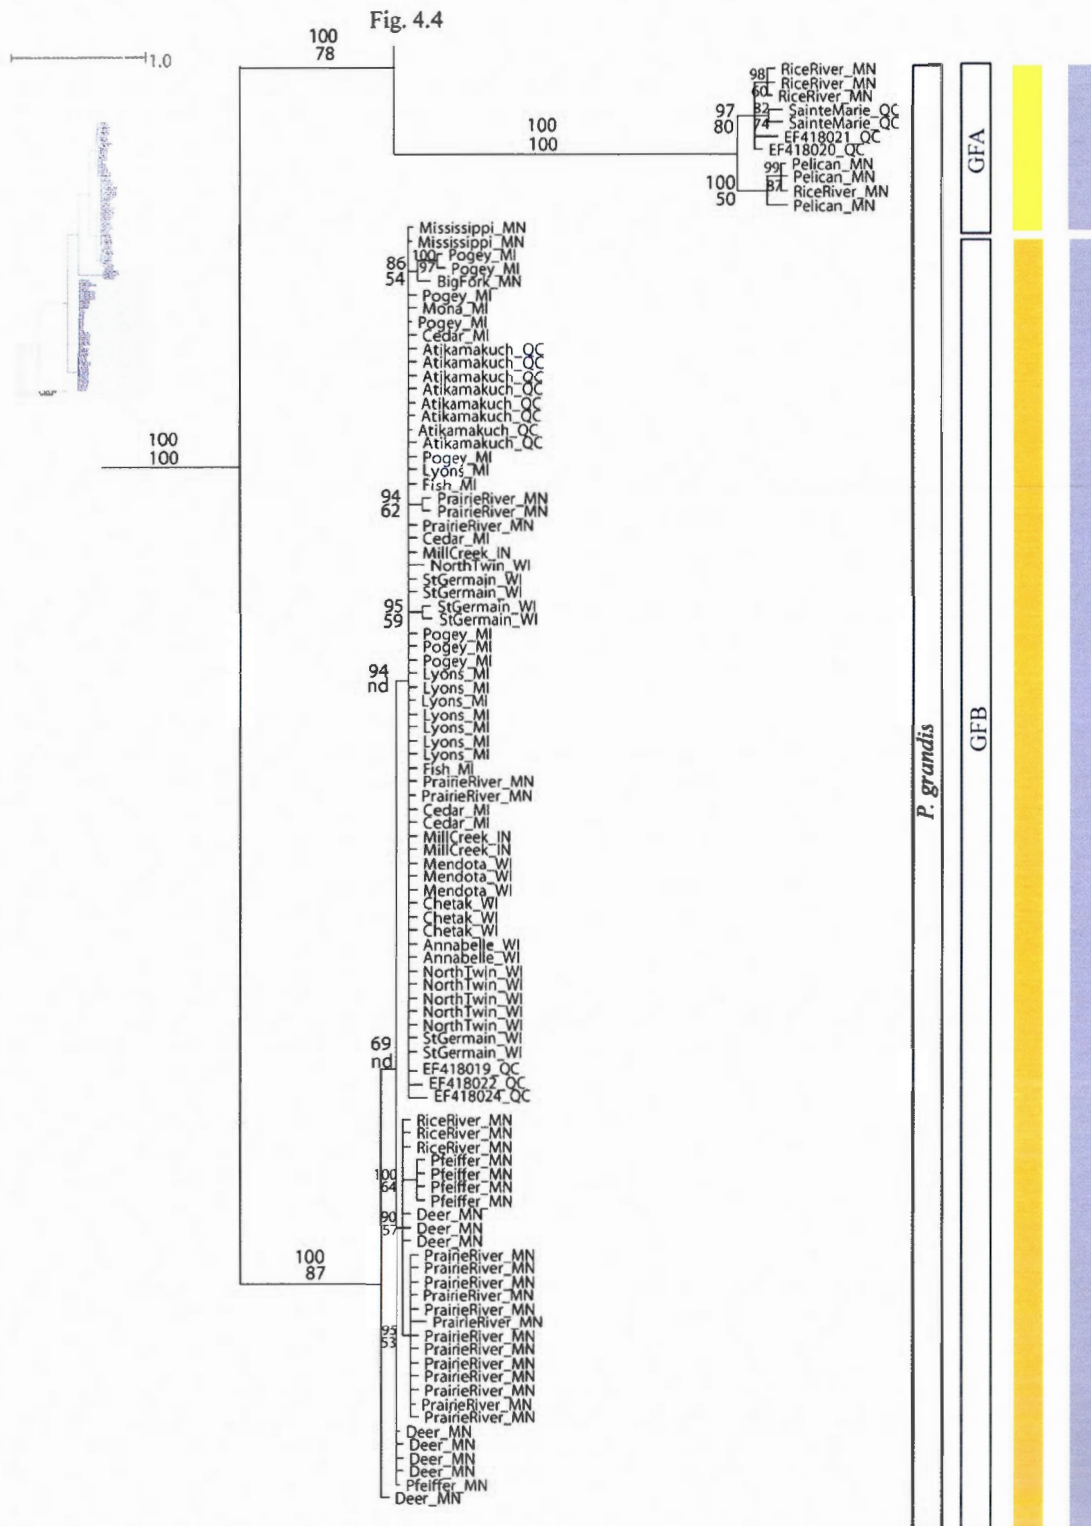 Fig. 4.4
1.0
100
78
100
100
97
80
98
60
82
74
RiceRiver_MN
RiceRiver_MN
RiceRiver_MN
SainteMarie_QC
SainteMarie_QC
EF418021_QC
EF418020_QC
100
50
99
87
Pelican_MN
Pelican_MN
RiceRiver_MN
Pelican_MN
GFA
Mississippi_MN
Mississippi_MN
86
54
100
97
Pogey_MI
Pogey_MI
BigFork_MN
Pogey_MI
Mona_MI
Pogey_MI
Cedar_MI
Atikamakuch_QC
Atikamakuch_QC
Atikamakuch_QC
Atikamakuch_QC
Atikamakuch_QC
Atikamakuch_QC
Atikamakuch_QC
Atikamakuch_QC
100
100
Pogey_MI
Lyons_MI
Fish_MI
94
62
PrairieRiver_MN
PrairieRiver_MN
PrairieRiver_MN
Cedar_MI
MillCreek_IN
NorthTwin_WI
StGermain_WI
StGermain_WI
95
59
StGermain_WI
StGermain_WI
Pogey_MI
Pogey_MI
Pogey_MI
94
nd
Lyons_MI
Lyons_MI
Lyons_MI
Lyons_MI
Lyons_MI
Lyons_MI
Lyons_MI
Fish_MI
PrairieRiver_MN
PrairieRiver_MN
Cedar_MI
Cedar_MI
MillCreek_IN
MillCreek_IN
Mendota_WI
Mendota_WI
Mendota_WI
Chetak_WI
Chetak_WI
Chetak_WI
Annabelle_WI
Annabelle_WI
NorthTwin_WI
NorthTwin_WI
NorthTwin_WI
NorthTwin_WI
NorthTwin_WI
StGermain_WI
StGermain_WI
69
nd
EF418019_QC
EF418022_QC
EF418024_QC
P. grandis
GFB
RiceRiver_MN
RiceRiver_MN
RiceRiver_MN
100
64
Pfeiffer_MN
Pfeiffer_MN
Pfeiffer_MN
Pfeiffer_MN
90
57
Deer_MN
Deer_MN
Deer_MN
100
87
PrairieRiver_MN
PrairieRiver_MN
PrairieRiver_MN
PrairieRiver_MN
PrairieRiver_MN
PrairieRiver_MN
95
53
PrairieRiver_MN
PrairieRiver_MN
PrairieRiver_MN
PrairieRiver_MN
PrairieRiver_MN
PrairieRiver_MN
PrairieRiver_MN
Deer_MN
Deer_MN
Deer_MN
Deer_MN
Pfeiffer_MN
Deer_MN